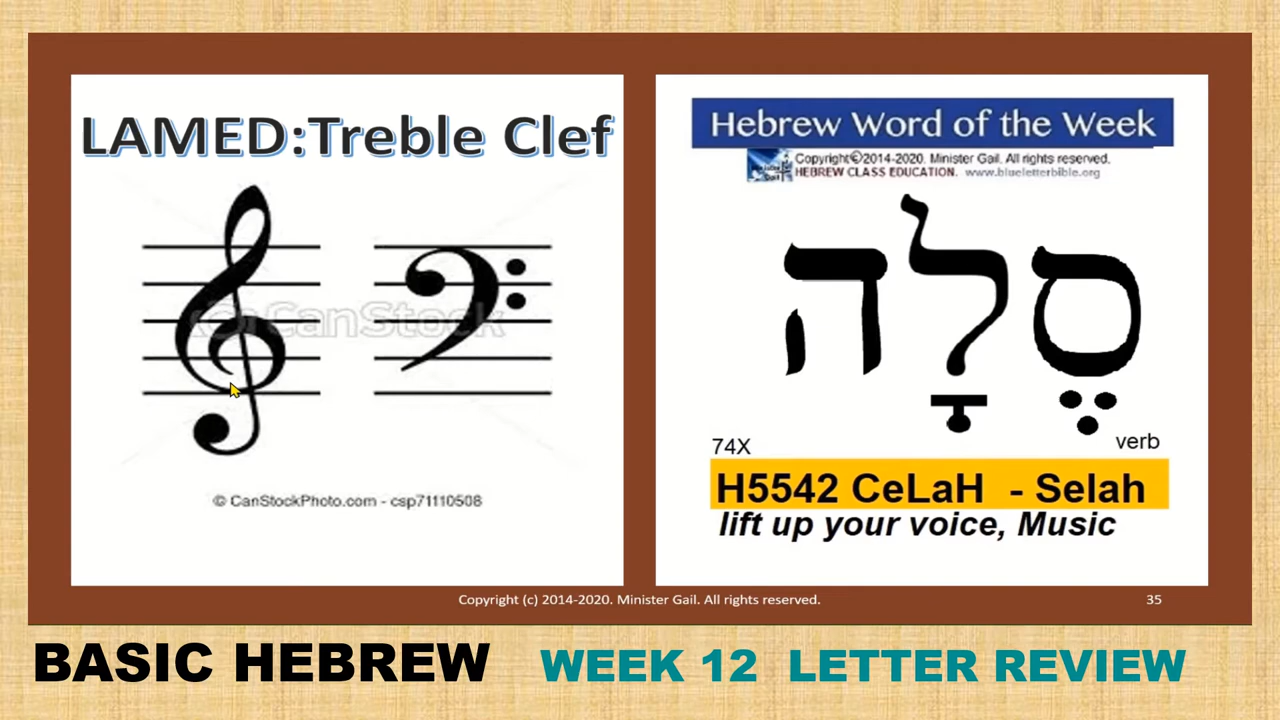 LAMED:Treble Clef
CanStock
© CanStockPhoto.com - csp71110508
Hebrew Word of the Week
Copyright©2014-2020. Minister Gail. All rights reserved.
HEBREW CLASS EDUCATION. www.blueletterbible.org
סֶלָה
74X verb
H5542 CeLaH - Selah
lift up your voice, Music
Copyright (c) 2014-2020. Minister Gail. All rights reserved. 35
BASIC HEBREW WEEK 12 LETTER REVIEW